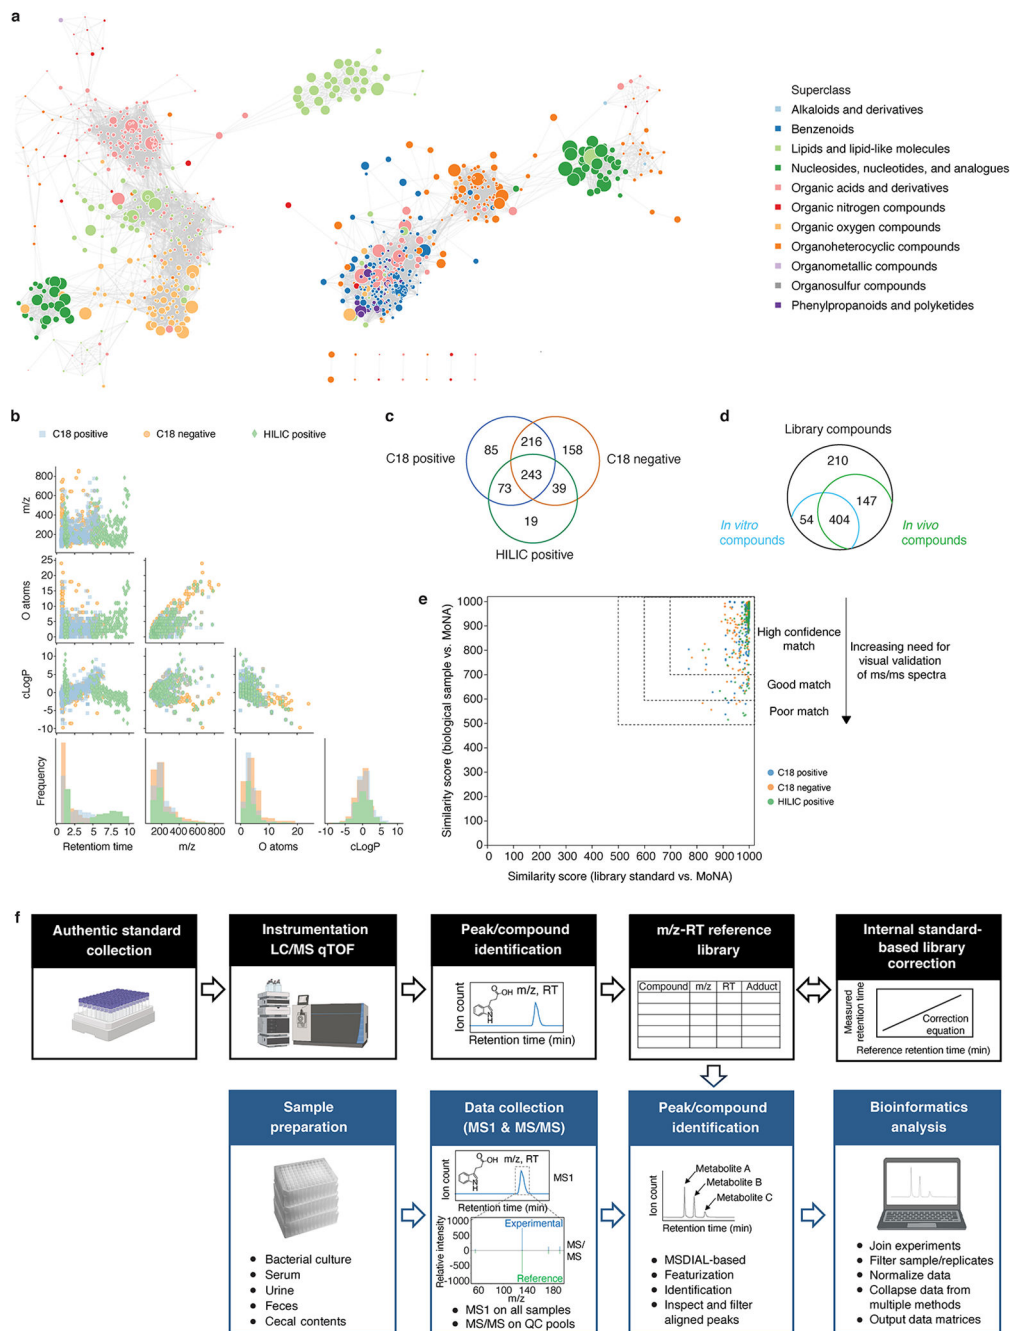 a
Superclass
Alkaloids and derivatives
Benzenoids
Lipids and lipid-like molecules
Nucleosides, nucleotides, and analogues
Organic acids and derivatives
Organic nitrogen compounds
Organic oxygen compounds
Organoheterocyclic compounds
Organometallic compounds
Organosulfur compounds
Phenylpropanoids and polyketides
b
C18 positive
C18 negative
HILIC positive
800
600
400
200
m/z
25
20
15
10
5
0
O atoms
10
5
0
-5
-10
cLogP
Frequency
2.5 5.0 7.5 10
Retentiom time
200 400 600 800
m/z
0 10 20
O atoms
-10 -5 0 5 10
cLogP
c
C18 positive
C18 negative
HILIC positive
85
216
158
243
73
39
19
d
Library compounds
210
147
54
404
In vitro
compounds
In vivo
compounds
e
Similarity score (biological sample vs. MoNA)
1000
900
800
700
600
500
400
300
200
100
0
0 100 200 300 400 500 600 700 800 900 1000
Similarity score (library standard vs. MoNA)
High confidence
match
Good match
Poor match
Increasing need for
visual validation
of ms/ms spectra
C18 positive
C18 negative
HILIC positive
f
Authentic standard
collection
Instrumentation
LC/MS qTOF
Peak/compound
identification
Ion count
OH
O
NH
m/z, RT
Retention time (min)
m/z-RT reference
library
Compound m/z RT Adduct
Internal standard-
based library
correction
Measured
retention time
Correction
equation
Reference retention time (min)
Sample
preparation
Bacterial culture
Serum
Urine
Feces
Cecal contents
Data collection
(MS1 & MS/MS)
Ion count
OH
O
NH
m/z, RT
MS1
Retention time (min)
Relative intensity
1000
500
0
-500
-1000
Experimental
Reference
MS/
MS
60 100 140 180
m/z
MS1 on all samples
MS/MS on QC pools
Peak/compound
identification
Ion count
Metabolite A
Metabolite B
Metabolite C
Retention time (min)
MSDIAL-based
Featurization
Identification
Inspect and filter
aligned peaks
Bioinformatics
analysis
Join experiments
Filter sample/replicates
Normalize data
Collapse data from
multiple methods
Output data matrices